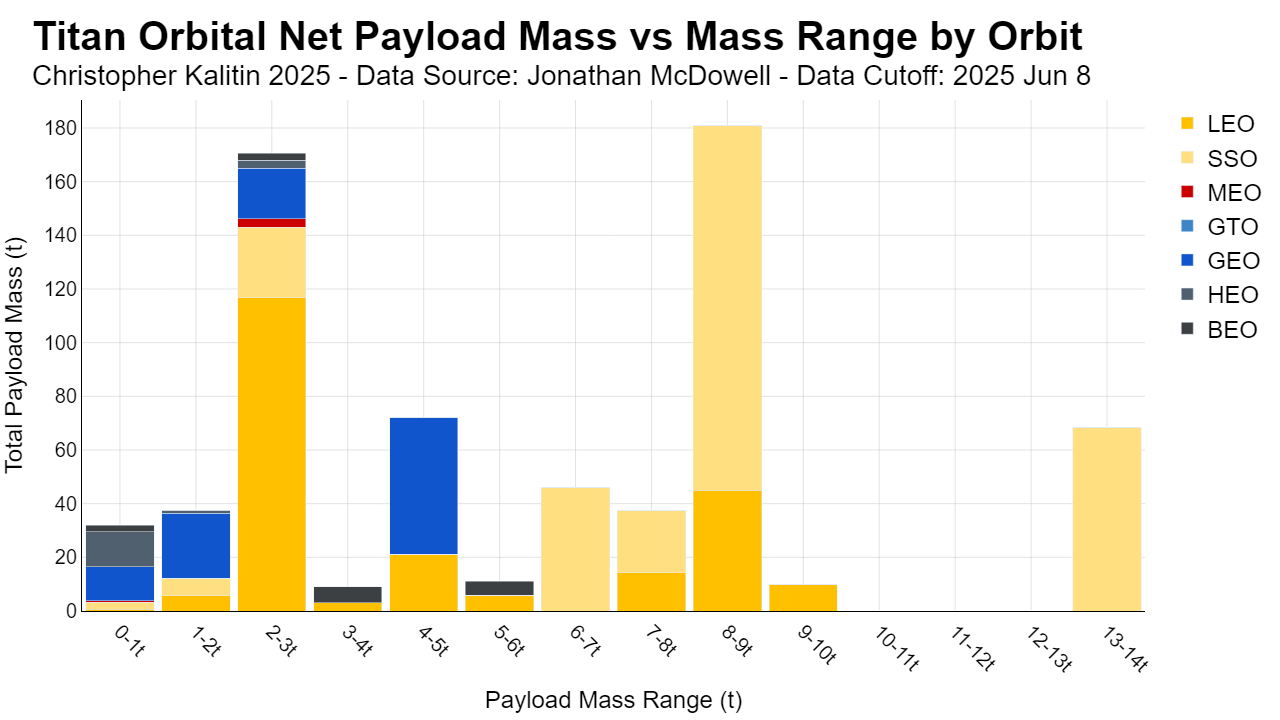 Titan Orbital Net Payload Mass vs Mass Range by Orbit
Christopher Kalitin 2025 - Data Source: Jonathan McDowell - Data Cutoff: 2025 Jun 8
Total Payload Mass (t)
180
160
140
120
100
80
60
40
20
0
0-1t
1-2t
2-3t
3-4t
4-5t
5-6t
6-7t
7-8t
8-9t
9-10t
10-11t
11-12t
12-13t
13-14t
Payload Mass Range (t)
LEO
SSO
MEO
GTO
GEO
HEO
BEO